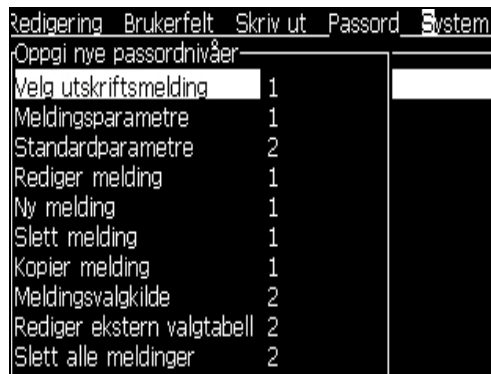 Redigering Brukerfelt Skriv ut Passord System
Oppgi nye passordnivåer
Velg utskriftsmelding 1
Meldingsparametre 1
Standardparametre 2
Rediger melding 1
Ny melding 1
Slett melding 1
Kopier melding 1
Meldingsvalgkilde 2
Rediger ekstern valgtabell 2
Slett alle meldinger 2